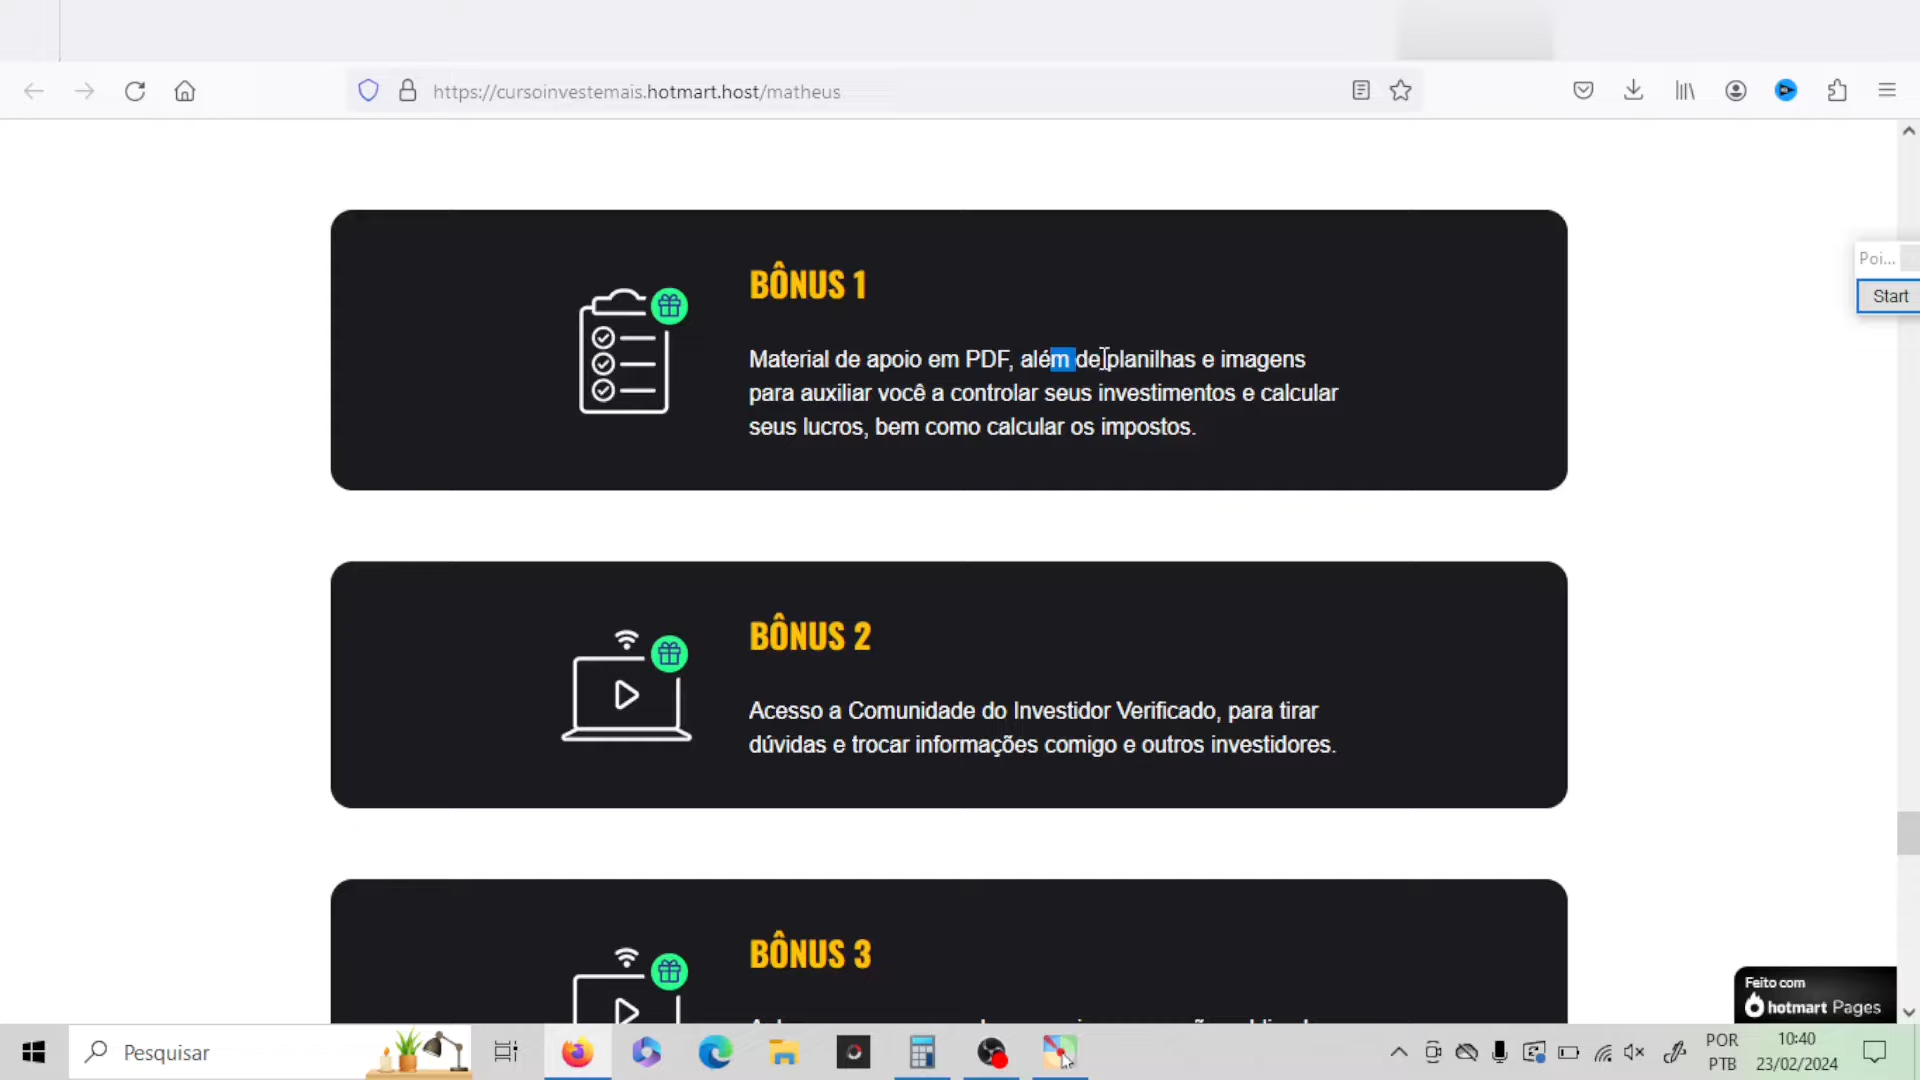 https://cursoinvestemais.hotmart.host/matheus
Poi...
Start
BÔNUS 1
Material de apoio em PDF, além de planilhas e imagens
para auxiliar você a controlar seus investimentos e calcular
seus lucros, bem como calcular os impostos.
BÔNUS 2
Acesso a Comunidade do Investidor Verificado, para tirar
dúvidas e trocar informações comigo e outros investidores.
BÔNUS 3
Feito com
hotmart Pages
Pesquisar
POR
PTB
10:40
23/02/2024